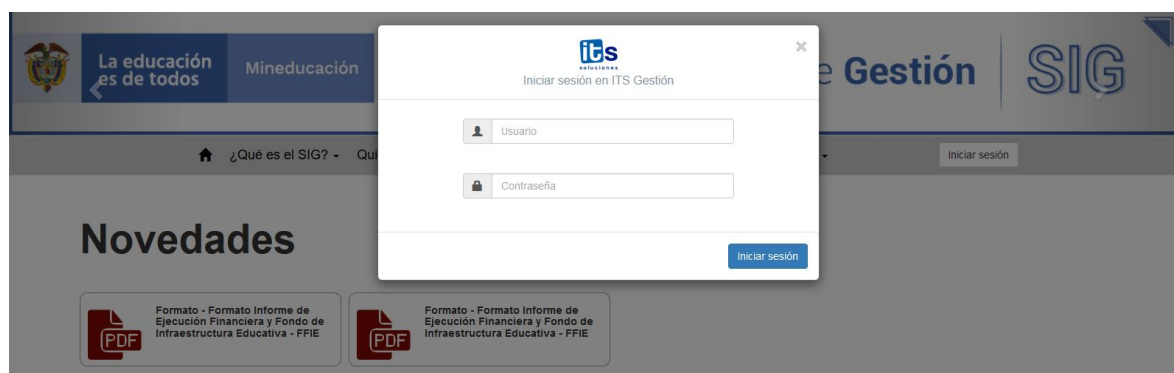 La educación
es de todos
Mineducación
its
soluciones
Iniciar sesión en ITS Gestión
×
e Gestión
SIG
Usuario
Contraseña
Iniciar sesión
¿Qué es el SIG?
Qui
Iniciar sesión
Novedades
Formato - Formato Informe de
Ejecución Financiera y Fondo de
Infraestructura Educativa - FFIE
PDF
Formato - Formato Informe de
Ejecución Financiera y Fondo de
Infraestructura Educativa - FFIE
PDF